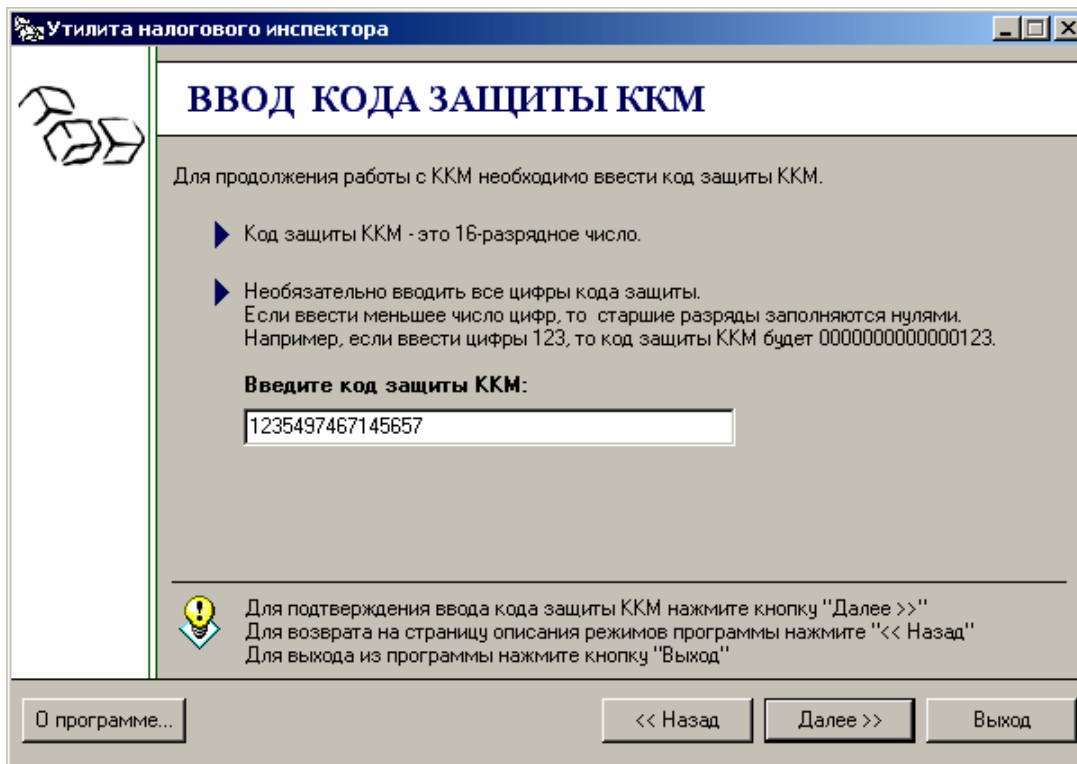 Утилита налогового инспектора
ВВОД КОДА ЗАЩИТЫ ККМ
Для продолжения работы с ККМ необходимо ввести код защиты ККМ.
Код защиты ККМ - это 16-разрядное число.
Необязательно вводить все цифры кода защиты.
Если ввести меньшее число цифр, то старшие разряды заполняются нулями.
Например, если ввести цифры 123, то код защиты ККМ будет 0000000000000123.
Введите код защиты ККМ:
1235497467145657
Для подтверждения ввода кода защиты ККМ нажмите кнопку "Далее >>"
Для возврата на страницу описания режимов программы нажмите "<< Назад"
Для выхода из программы нажмите кнопку "Выход"
О программе...
<< Назад
Далее >>
Выход